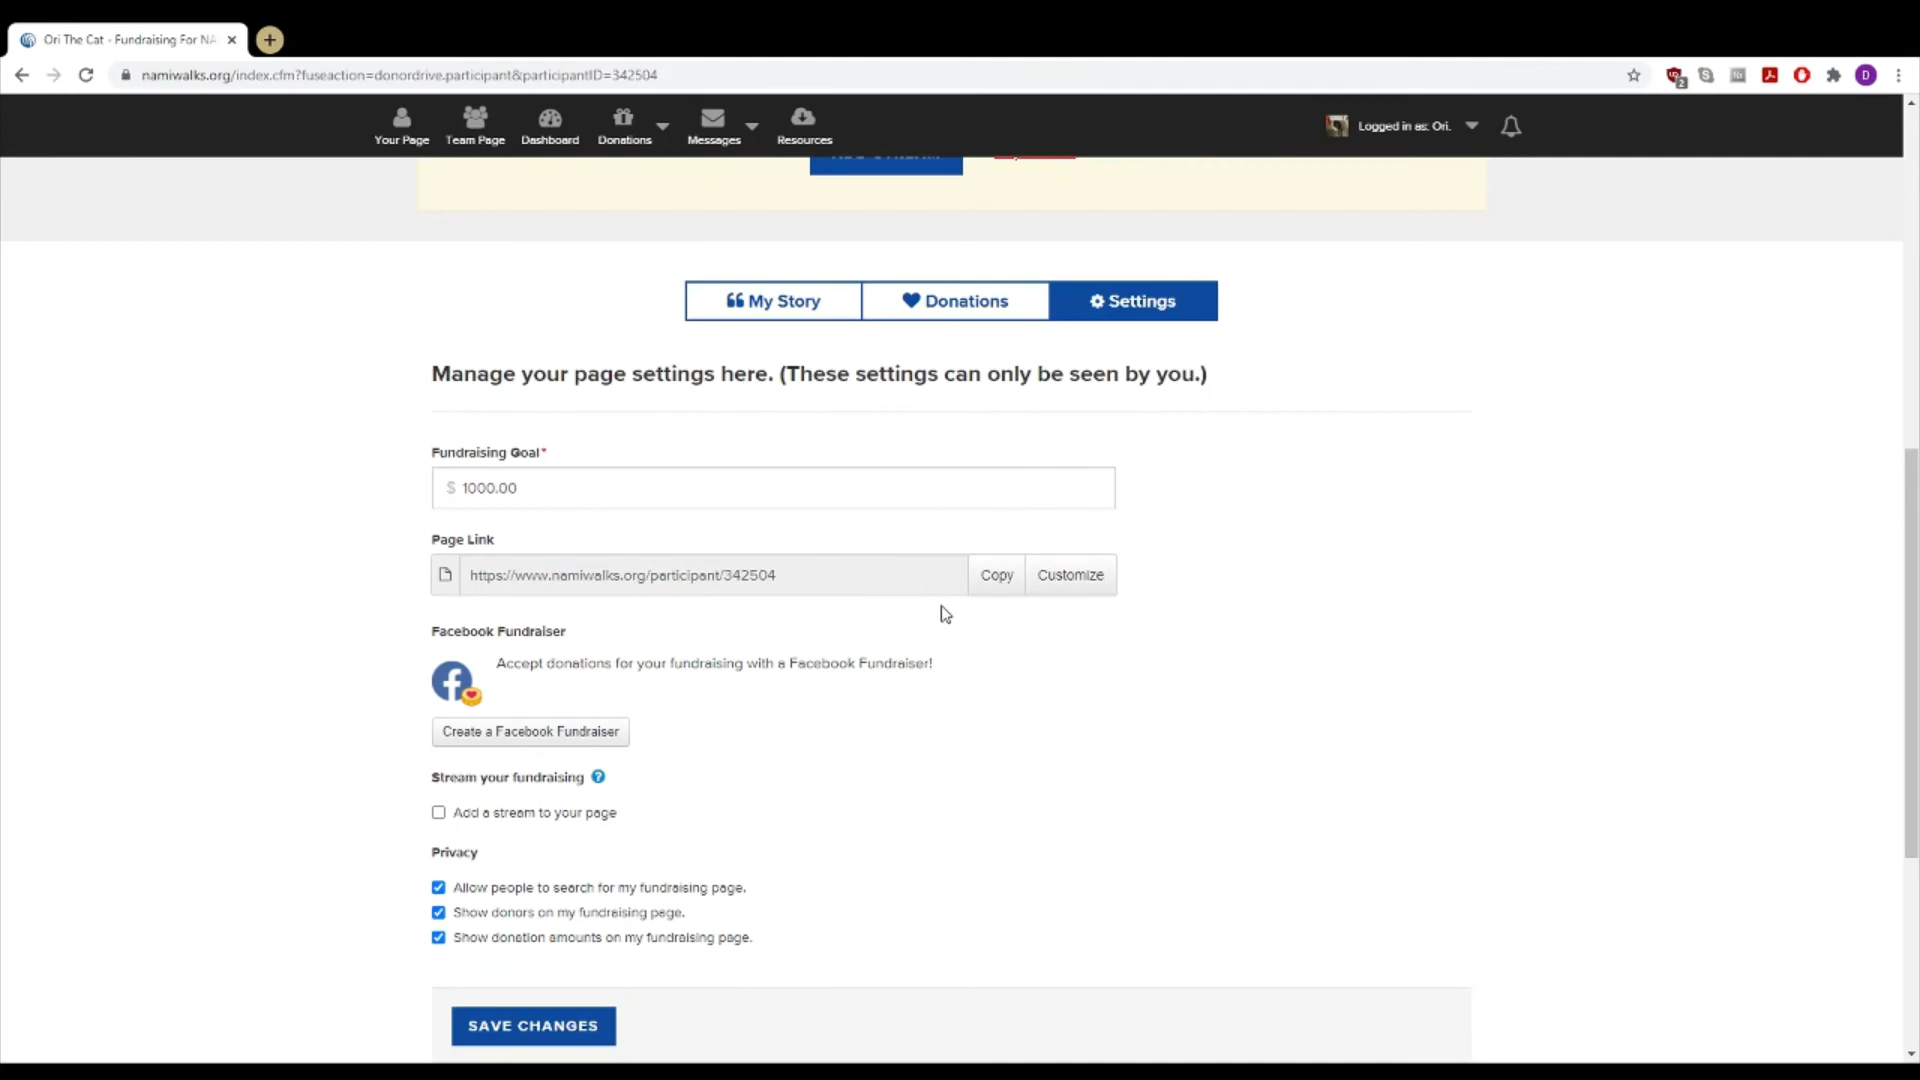 Ori The Cat - Fundraising For NA
namiwalks.org/index.cfm?fuseaction=donordrive.participant&participantID=342504
2
D
Your Page Team Page Dashboard Donations Messages Resources
Logged in as: Ori.
My Story Donations Settings
Manage your page settings here. (These settings can only be seen by you.)
Fundraising Goal*
$ 1000.00
Page Link
https://www.namiwalks.org/participant/342504 Copy Customize
Facebook Fundraiser
Accept donations for your fundraising with a Facebook Fundraiser!
Create a Facebook Fundraiser
Stream your fundraising ?
Add a stream to your page
Privacy
Allow people to search for my fundraising page.
Show donors on my fundraising page.
Show donation amounts on my fundraising page.
SAVE CHANGES